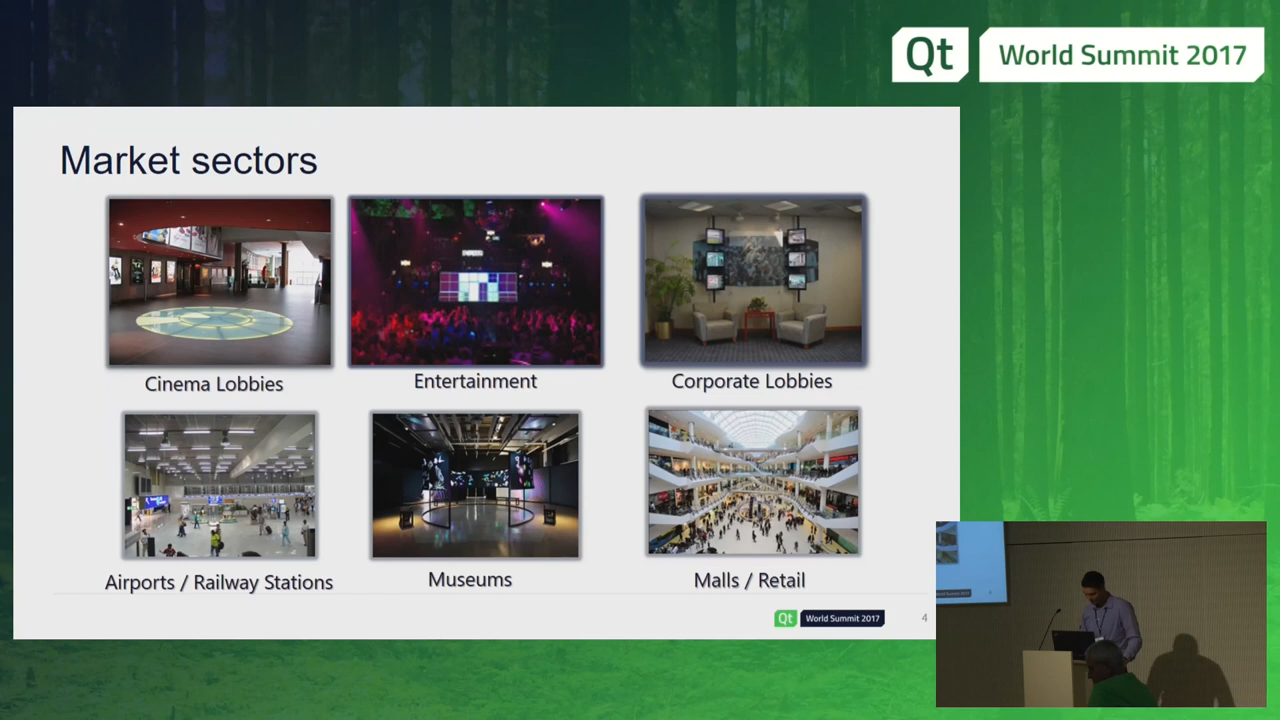 Qt
World Summit 2017
Market sectors
Cinema Lobbies
Entertainment
Corporate Lobbies
Airports / Railway Stations
Museums
Malls / Retail
Qt
World Summit 2017
4